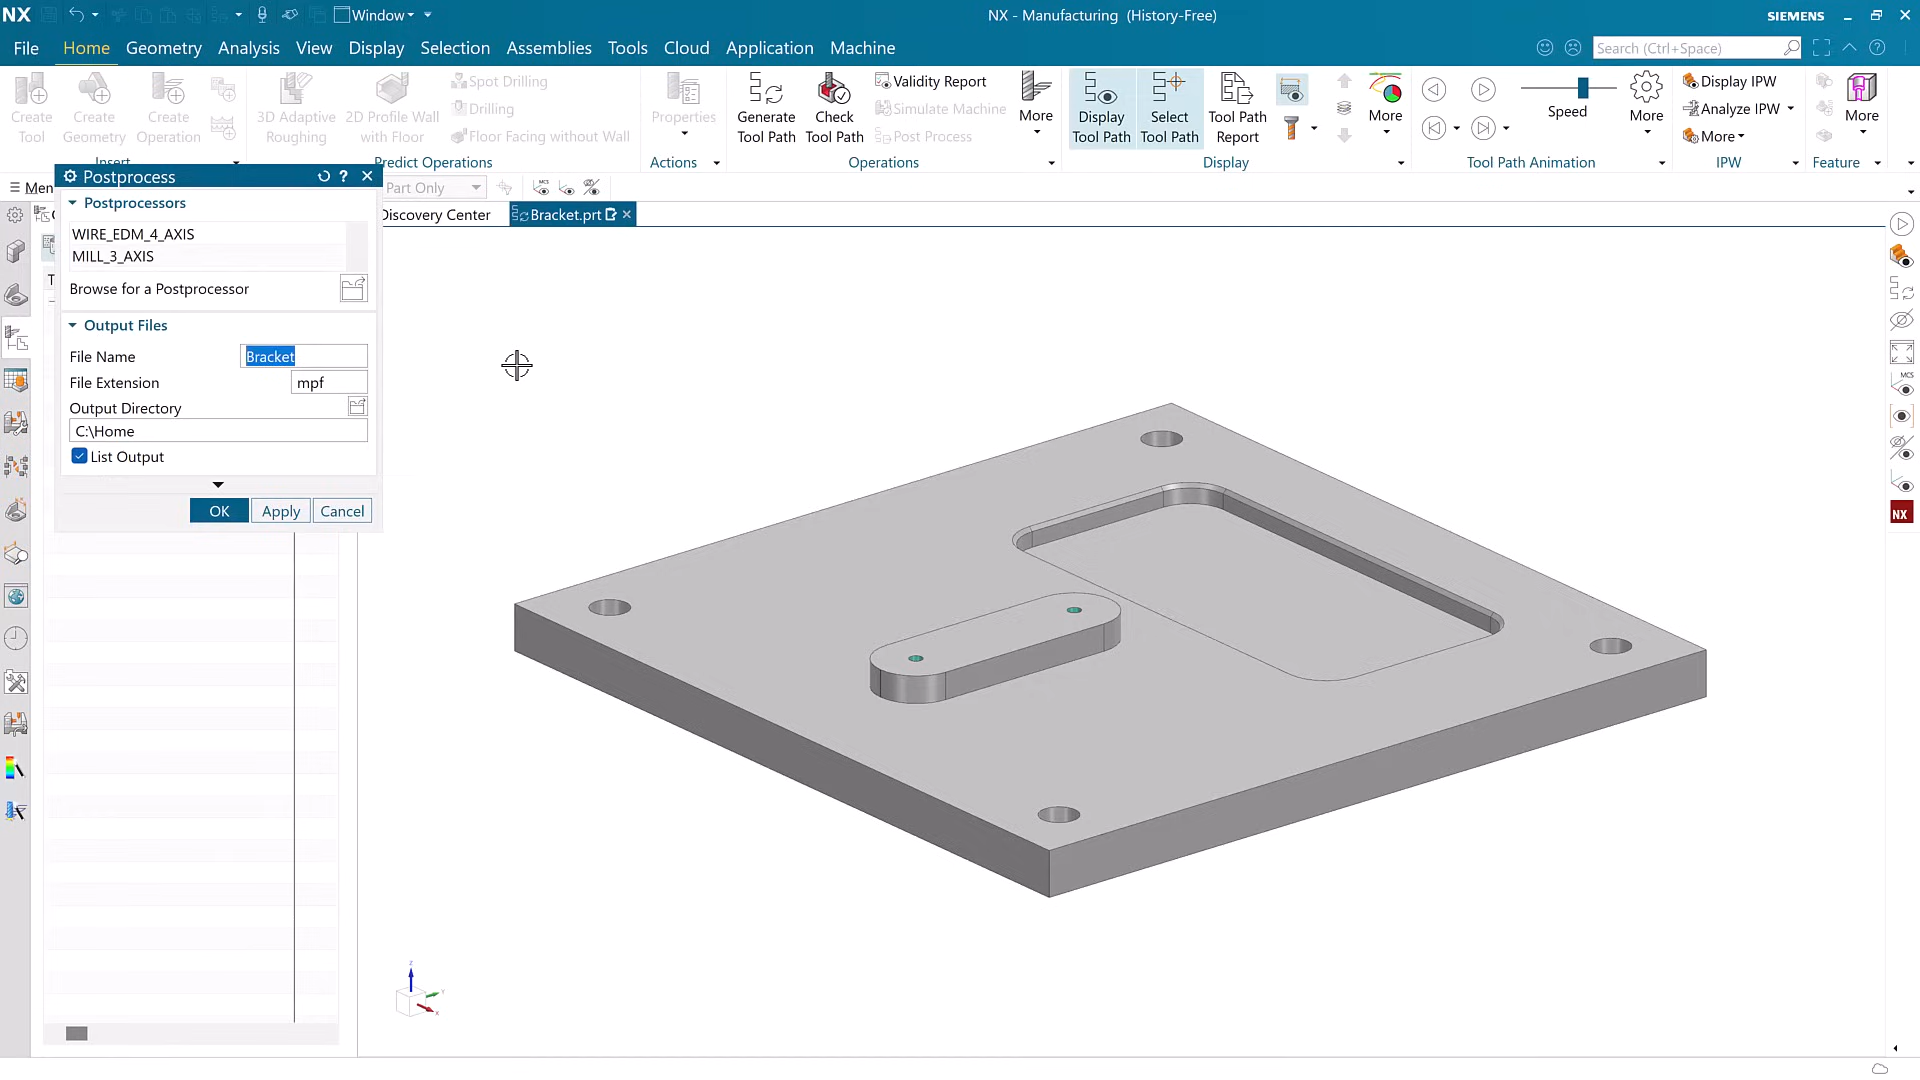 NX
Window
NX - Manufacturing (History-Free)
SIEMENS
File Home Geometry Analysis View Display Selection Assemblies Tools Cloud Application Machine
Search (Ctrl+Space)
Create Tool
Create Geometry
Create Operation
Insert
3D Adaptive Roughing
2D Profile Wall with Floor
Spot Drilling
Drilling
Floor Facing without Wall
Predict Operations
Properties
Actions
Generate Tool Path
Check Tool Path
Validity Report
Simulate Machine
Post Process
More
Operations
Display Tool Path
Select Tool Path
Tool Path Report
More
Display
Speed
More
Tool Path Animation
Display IPW
Analyze IPW
More
IPW
More
Feature
Men
Part Only
Discovery Center
Bracket.prt
Postprocess
Postprocessors
WIRE_EDM_4_AXIS
MILL_3_AXIS
Browse for a Postprocessor
Output Files
File Name Bracket
File Extension mpf
Output Directory
C:\Home
List Output
OK Apply Cancel
MCS
NX
Z
Y
X